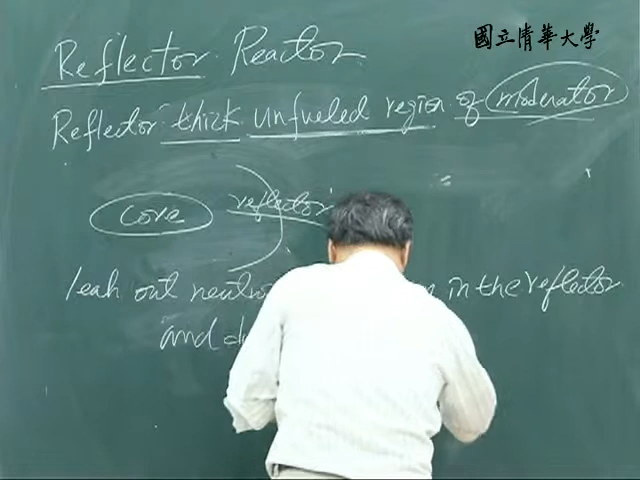 國立清華大學
Reflector Reactor
Reflector: thick unfueled region of moderator
core reflector
leak out in the reflector
and